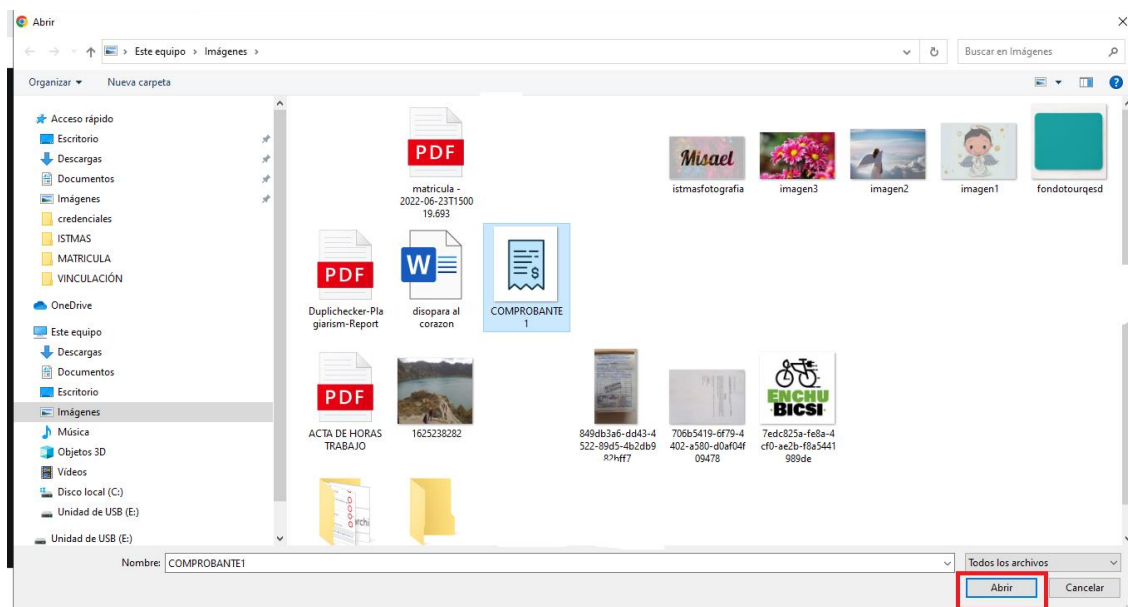 Abrir
Este equipo > Imágenes >
Buscar en Imágenes
Organizar
Nueva carpeta
Acceso rápido
Escritorio
Descargas
Documentos
Imágenes
credenciales
ISTMAS
MATRICULA
VINCULACIÓN
OneDrive
Este equipo
Descargas
Documentos
Escritorio
Imágenes
Música
Objetos 3D
Vídeos
Disco local (C:)
Unidad de USB (E:)
Unidad de USB (E:)
PDF
matricula -
2022-06-23T1500
19.693
Misael
istmasfotografia
imagen3
imagen2
imagen1
fondotourqesd
PDF
Duplichecker-Pla
giarism-Report
W
disopara al
corazon
$
COMPROBANTE
1
PDF
ACTA DE HORAS
TRABAJO
1625238282
849db3a6-dd43-4
522-89d5-4b2db9
82bff7
706b5419-6f79-4
402-a580-d0af04f
09478
ENCHU
BICSI
7edc825a-fe8a-4
cf0-ae2b-f8a5441
989de
Nombre: COMPROBANTE1
Todos los archivos
Abrir
Cancelar